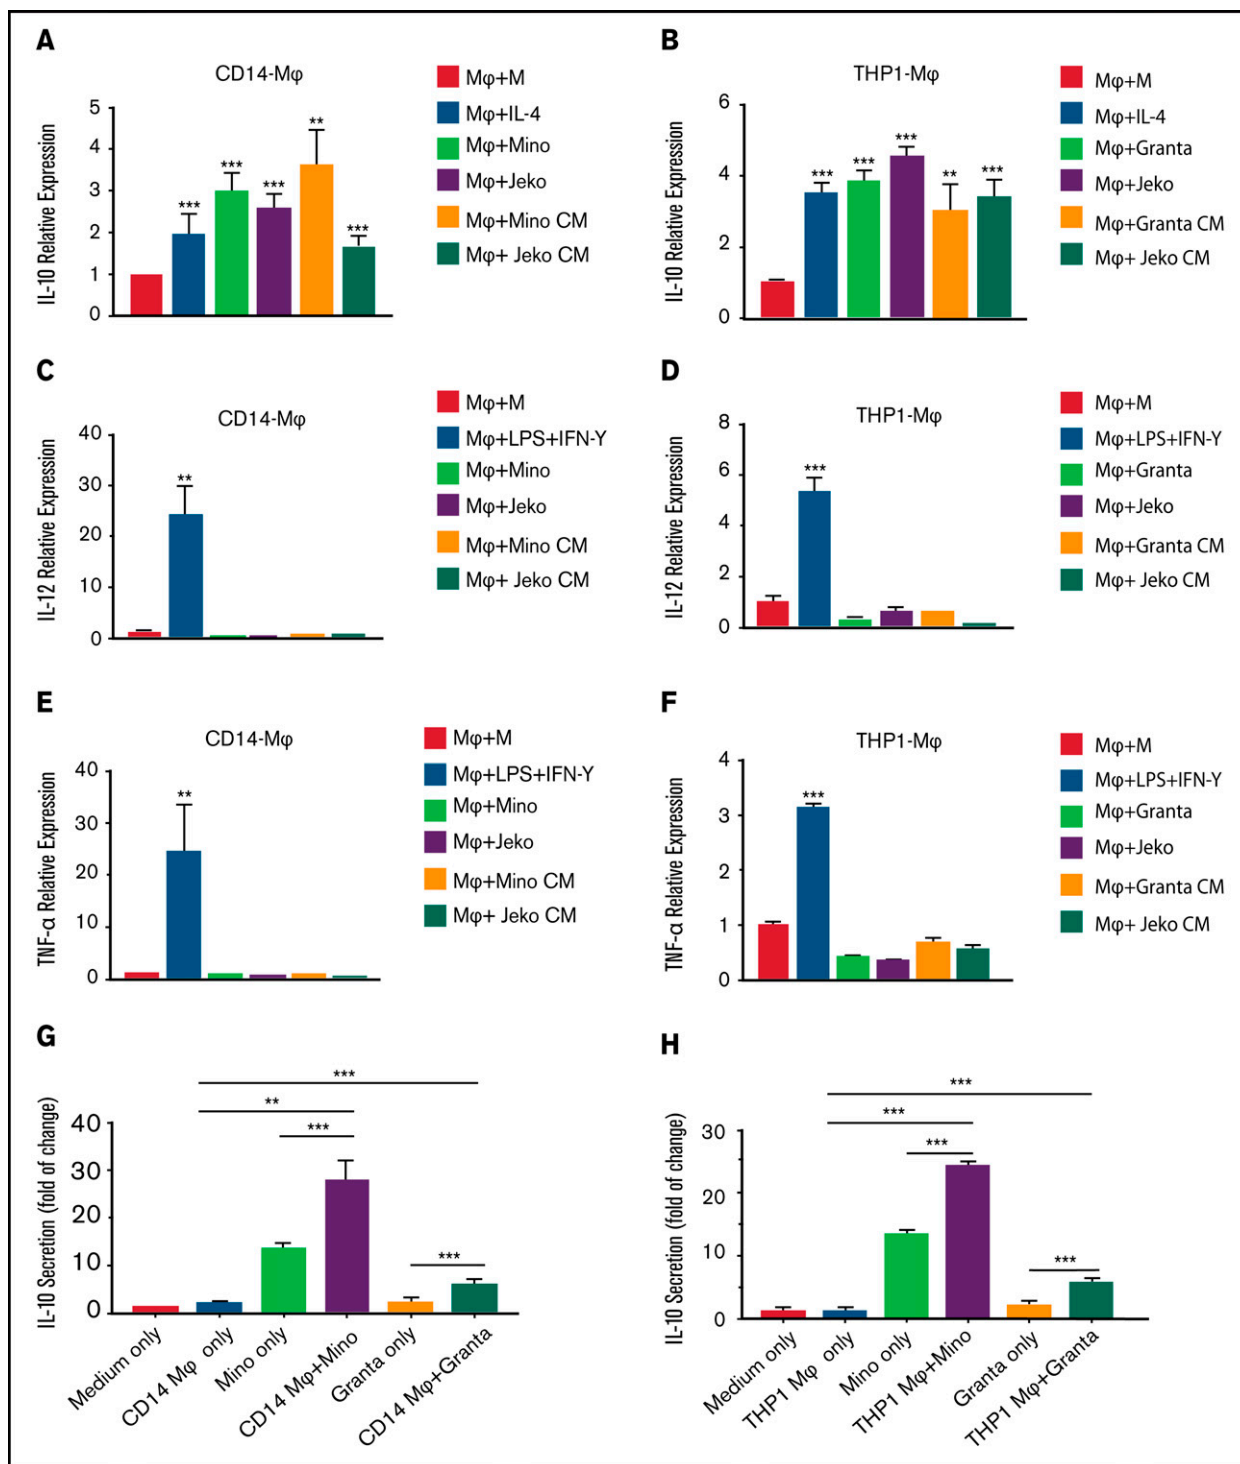 A
CD14-Mφ
IL-10 Relative Expression
5
4
3
2
1
0
***
***
***
**
***
Mφ+M
Mφ+IL-4
Mφ+Mino
Mφ+Jeko
Mφ+Mino CM
Mφ+ Jeko CM
B
THP1-Mφ
IL-10 Relative Expression
6
4
2
0
***
***
***
**
***
Mφ+M
Mφ+IL-4
Mφ+Granta
Mφ+Jeko
Mφ+Granta CM
Mφ+ Jeko CM
C
CD14-Mφ
IL-12 Relative Expression
40
30
20
10
0
**
Mφ+M
Mφ+LPS+IFN-Y
Mφ+Mino
Mφ+Jeko
Mφ+Mino CM
Mφ+ Jeko CM
D
THP1-Mφ
IL-12 Relative Expression
8
6
4
2
0
***
Mφ+M
Mφ+LPS+IFN-Y
Mφ+Granta
Mφ+Jeko
Mφ+Granta CM
Mφ+ Jeko CM
E
CD14-Mφ
TNF-α Relative Expression
40
30
20
10
0
**
Mφ+M
Mφ+LPS+IFN-Y
Mφ+Mino
Mφ+Jeko
Mφ+Mino CM
Mφ+ Jeko CM
F
THP1-Mφ
TNF-α Relative Expression
4
3
2
1
0
***
Mφ+M
Mφ+LPS+IFN-Y
Mφ+Granta
Mφ+Jeko
Mφ+Granta CM
Mφ+ Jeko CM
G
IL-10 Secretion (fold of change)
40
30
20
10
0
***
**
***
***
Medium only
CD14 Mφ only
Mino only
CD14 Mφ+Mino
Granta only
CD14 Mφ+Granta
H
IL-10 Secretion (fold of change)
30
20
10
0
***
***
***
***
Medium only
THP1 Mφ only
Mino only
THP1 Mφ+Mino
Granta only
THP1 Mφ+Granta